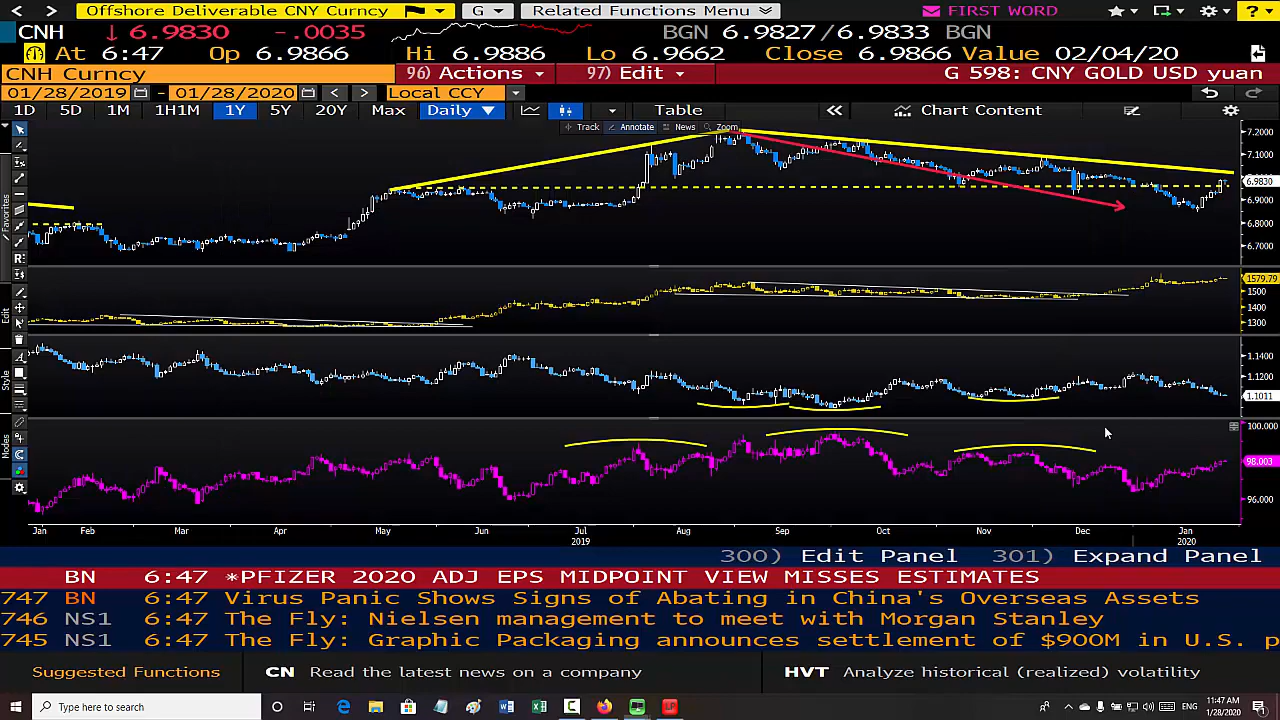 Offshore Deliverable CNY Curncy G Related Functions Menu FIRST WORD ?
CNH 6.9830 -.0035 BGN 6.9827/6.9833 BGN
At 6:47 Op 6.9866 Hi 6.9886 Lo 6.9662 Close 6.9866 Value 02/04/20
CNH Curncy 96) Actions 97) Edit G 598: CNY GOLD USD yuan
01/28/2019 - 01/28/2020 < > Local CCY
1D 5D 1M 1H1M 1Y 5Y 20Y Max Daily Table Chart Content
Track Annotate News Zoom
7.2000
7.1000
6.9830
6.9000
6.8000
6.7000
1579.79
1500
1400
1300
1.1400
1.1200
1.1011
100.000
98.003
96.000
Favorites
Edit
Style
Modes
Jan Feb Mar Apr May Jun Jul Aug Sep Oct Nov Dec Jan
2019 2020
300) Edit Panel 301) Expand Panel
BN 6:47 *PFIZER 2020 ADJ EPS MIDPOINT VIEW MISSES ESTIMATES
747 BN 6:47 Virus Panic Shows Signs of Abating in China's Overseas Assets
746 NS1 6:47 The Fly: Nielsen management to meet with Morgan Stanley
745 NS1 6:47 The Fly: Graphic Packaging announces settlement of $900M in U.S. p
Suggested Functions CN Read the latest news on a company HVT Analyze historical (realized) volatility
Type here to search
11:47 AM
1/28/2020